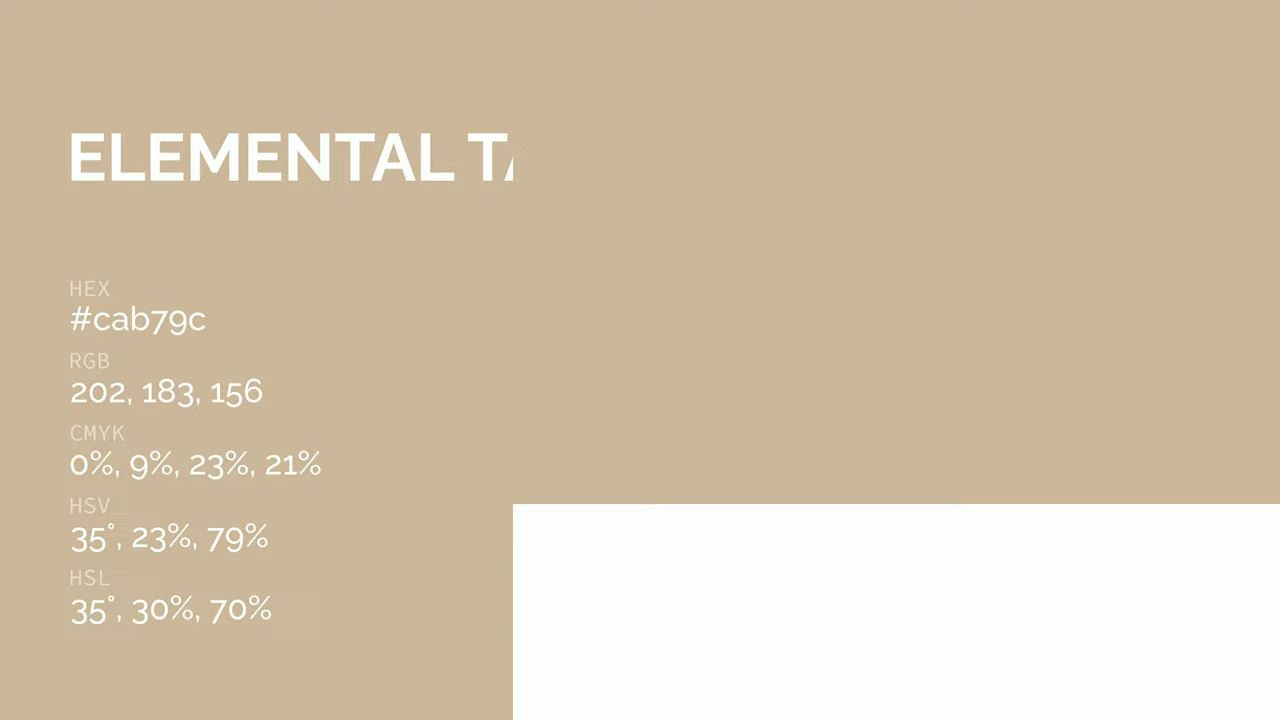 ELEMENTAL
HEX
#cab79c
RGB
202, 183, 156
CMYK
0%, 9%, 23%, 21%
HSV
35°, 23%, 79%
HSL
35°, 30%, 70%